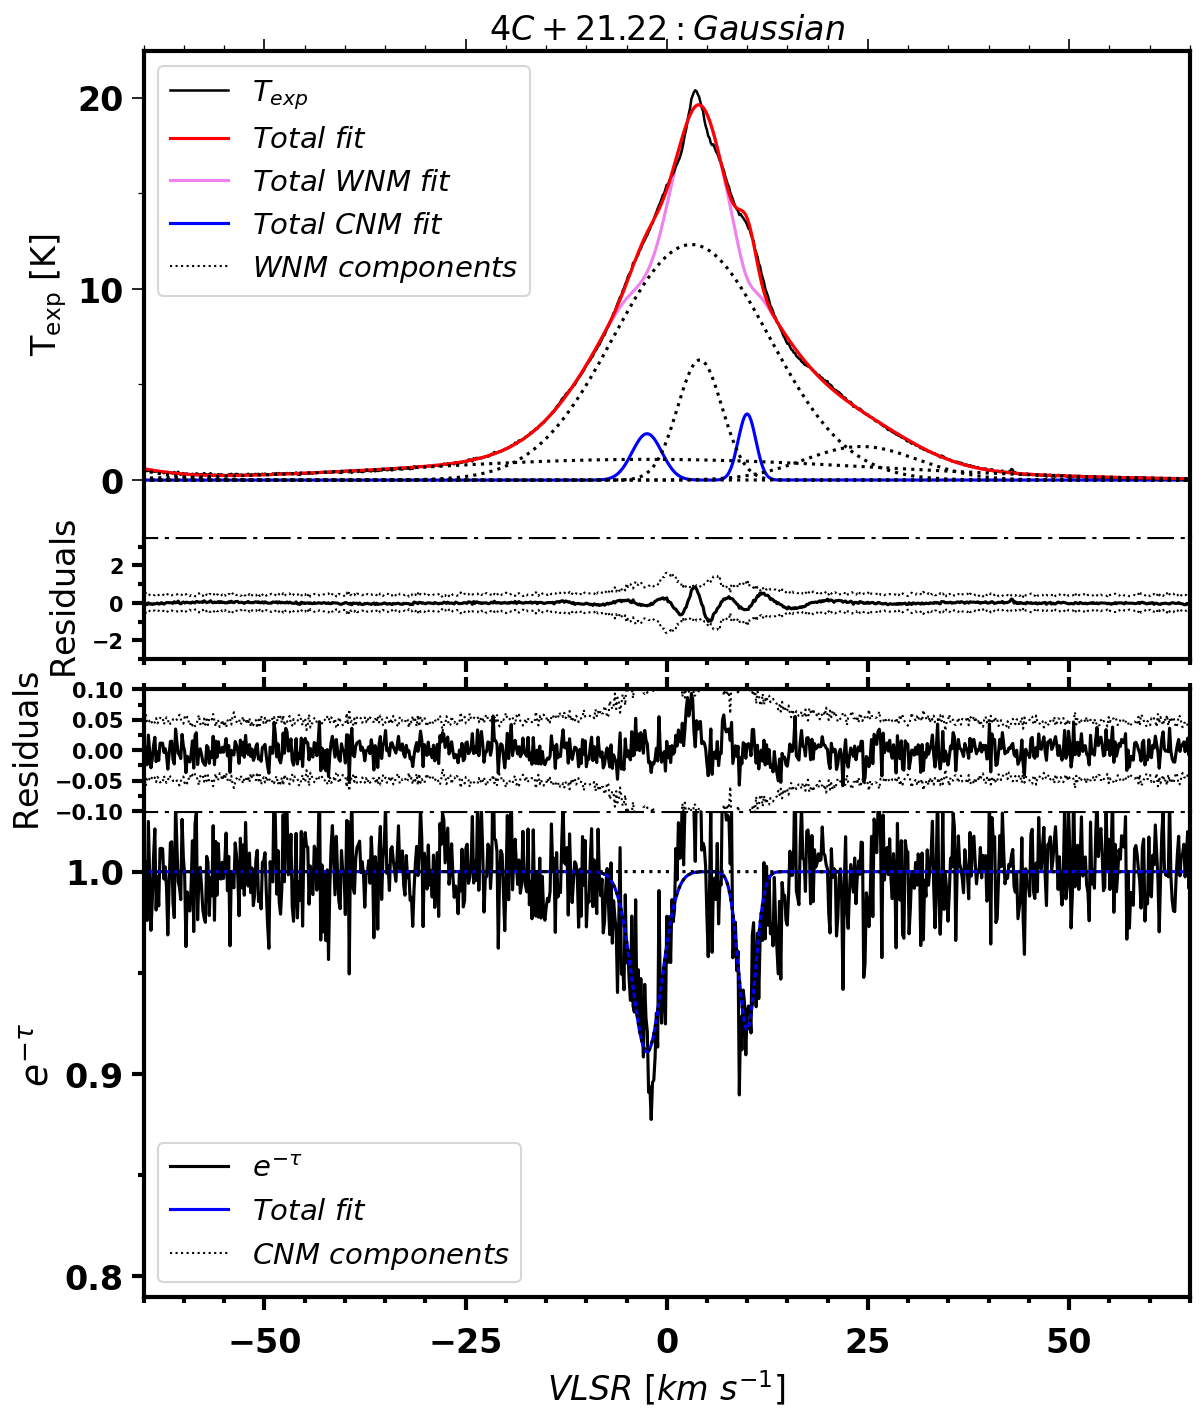 4C + 21.22 : Gaussian
T_exp
Total fit
Total WNM fit
Total CNM fit
WNM components
T_exp [K]
20
10
0
Residuals
2
0
−2
Residuals
0.10
0.05
0.00
−0.05
−0.10
e^−τ
1.0
0.9
0.8
e^−τ
Total fit
CNM components
−50
−25
0
25
50
VLSR [km s^−1]